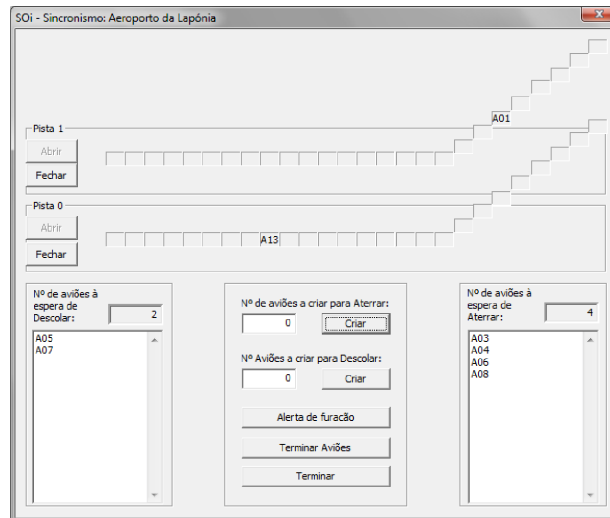 SOi - Sincronismo: Aeroporto da Lapónia
A01
Pista 1
Abrir
Fechar
Pista 0
Abrir
A13
Fechar
Nº de aviões à
espera de
Descolar:
2
A05
A07
Nº de aviões a criar para Aterrar:
0
Criar
Nº Aviões a criar para Descolar:
0
Criar
Alerta de furacão
Terminar Aviões
Terminar
Nº de aviões à
espera de
Aterrar:
4
A03
A04
A06
A08